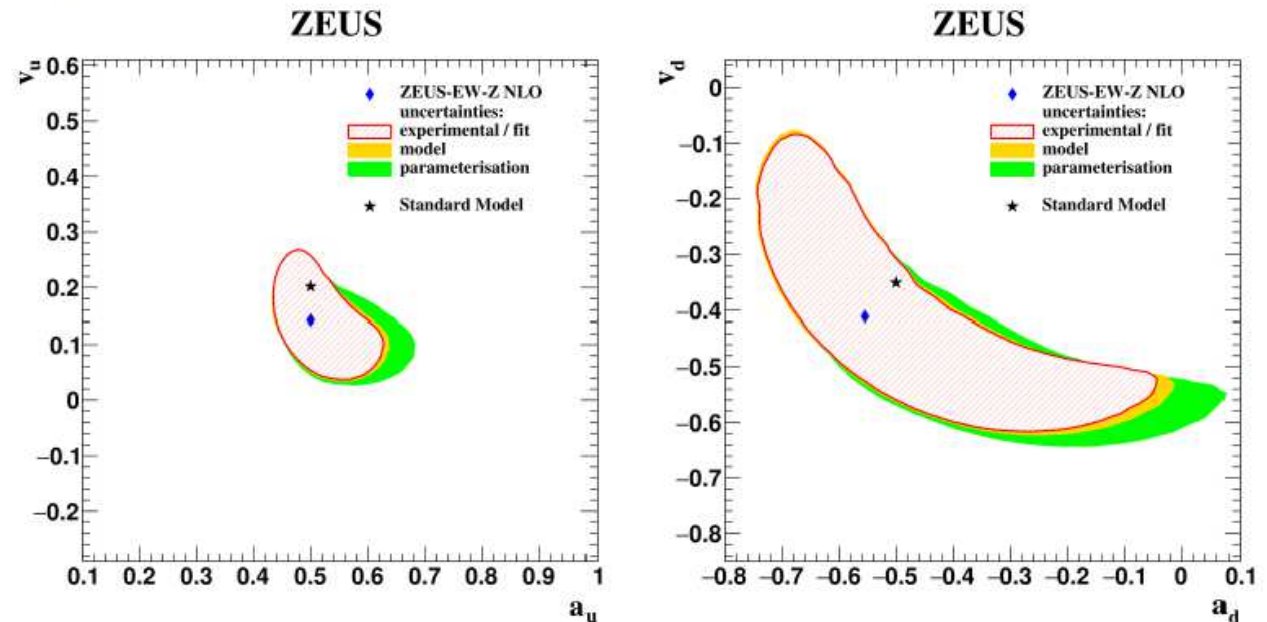 ZEUS
v_u
0.6
0.5
0.4
0.3
0.2
0.1
0
−0.1
−0.2
ZEUS-EW-Z NLO
uncertainties:
experimental / fit
model
parameterisation
Standard Model
0.1 0.2 0.3 0.4 0.5 0.6 0.7 0.8 0.9 1
a_u
ZEUS
v_d
0
−0.1
−0.2
−0.3
−0.4
−0.5
−0.6
−0.7
−0.8
ZEUS-EW-Z NLO
uncertainties:
experimental / fit
model
parameterisation
Standard Model
−0.8 −0.7 −0.6 −0.5 −0.4 −0.3 −0.2 −0.1 0 0.1
a_d